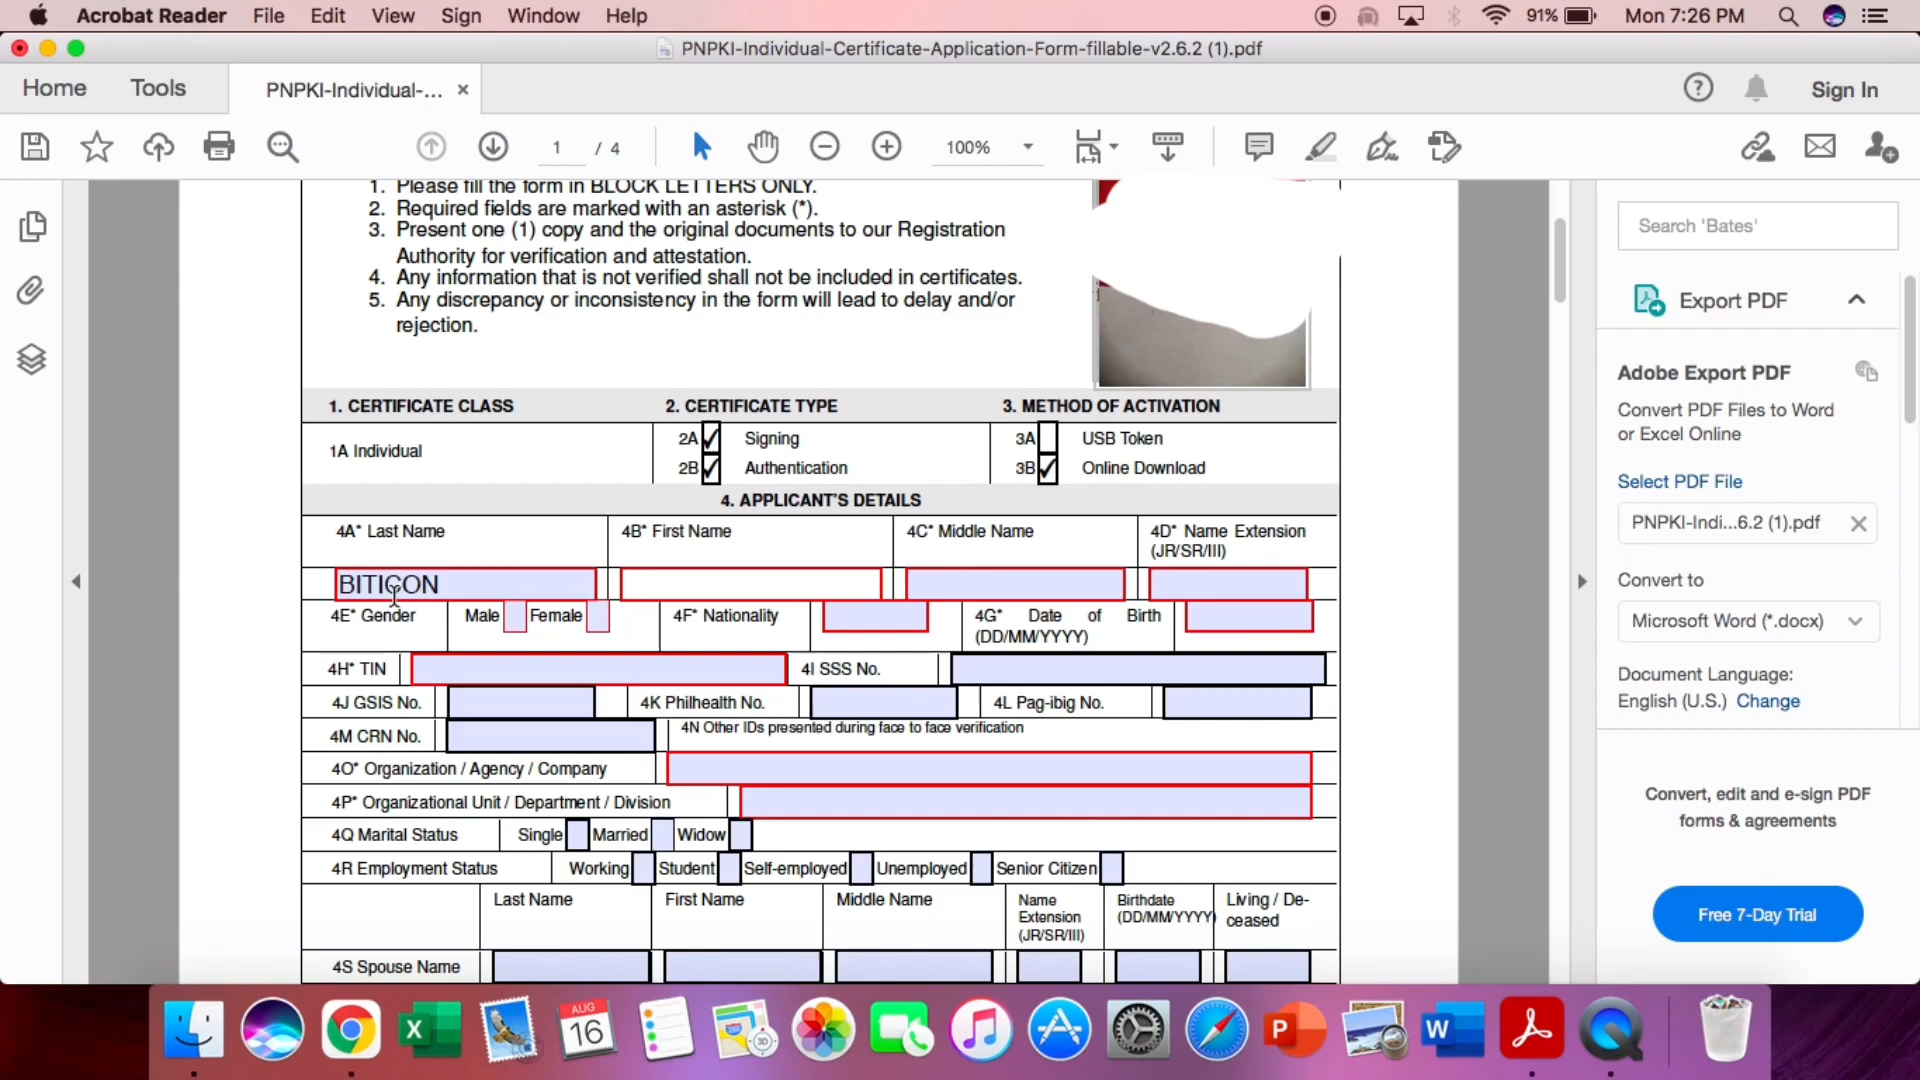 Acrobat Reader File Edit View Sign Window Help 91% Mon 7:26 PM
PNPKI-Individual-Certificate-Application-Form-fillable-v2.6.2 (1).pdf
Home Tools PNPKI-Individual-... × Sign In
1 / 4 100%
1. Please fill the form in BLOCK LETTERS ONLY.
2. Required fields are marked with an asterisk (*).
3. Present one (1) copy and the original documents to our Registration
Authority for verification and attestation.
4. Any information that is not verified shall not be included in certificates.
5. Any discrepancy or inconsistency in the form will lead to delay and/or
rejection.
1. CERTIFICATE CLASS 2. CERTIFICATE TYPE 3. METHOD OF ACTIVATION
1A Individual
2A Signing 3A USB Token
2B Authentication 3B Online Download
4. APPLICANT'S DETAILS
4A* Last Name 4B* First Name 4C* Middle Name 4D* Name Extension
(JR/SR/III)
BITICON
4E* Gender Male Female 4F* Nationality 4G* Date of Birth
(DD/MM/YYYY)
4H* TIN 4I SSS No.
4J GSIS No. 4K Philhealth No. 4L Pag-ibig No.
4M CRN No. 4N Other IDs presented during face to face verification
4O* Organization / Agency / Company
4P* Organizational Unit / Department / Division
4Q Marital Status Single Married Widow
4R Employment Status Working Student Self-employed Unemployed Senior Citizen
Last Name First Name Middle Name Name
Extension
(JR/SR/III) Birthdate
(DD/MM/YYYY) Living / De-
ceased
4S Spouse Name
Search 'Bates'
Export PDF
Adobe Export PDF
Convert PDF Files to Word
or Excel Online
Select PDF File
PNPKI-Indi...6.2 (1).pdf
Convert to
Microsoft Word (*.docx)
Document Language:
English (U.S.) Change
Convert, edit and e-sign PDF
forms & agreements
Free 7-Day Trial
AUG
16
X
3D
P
W